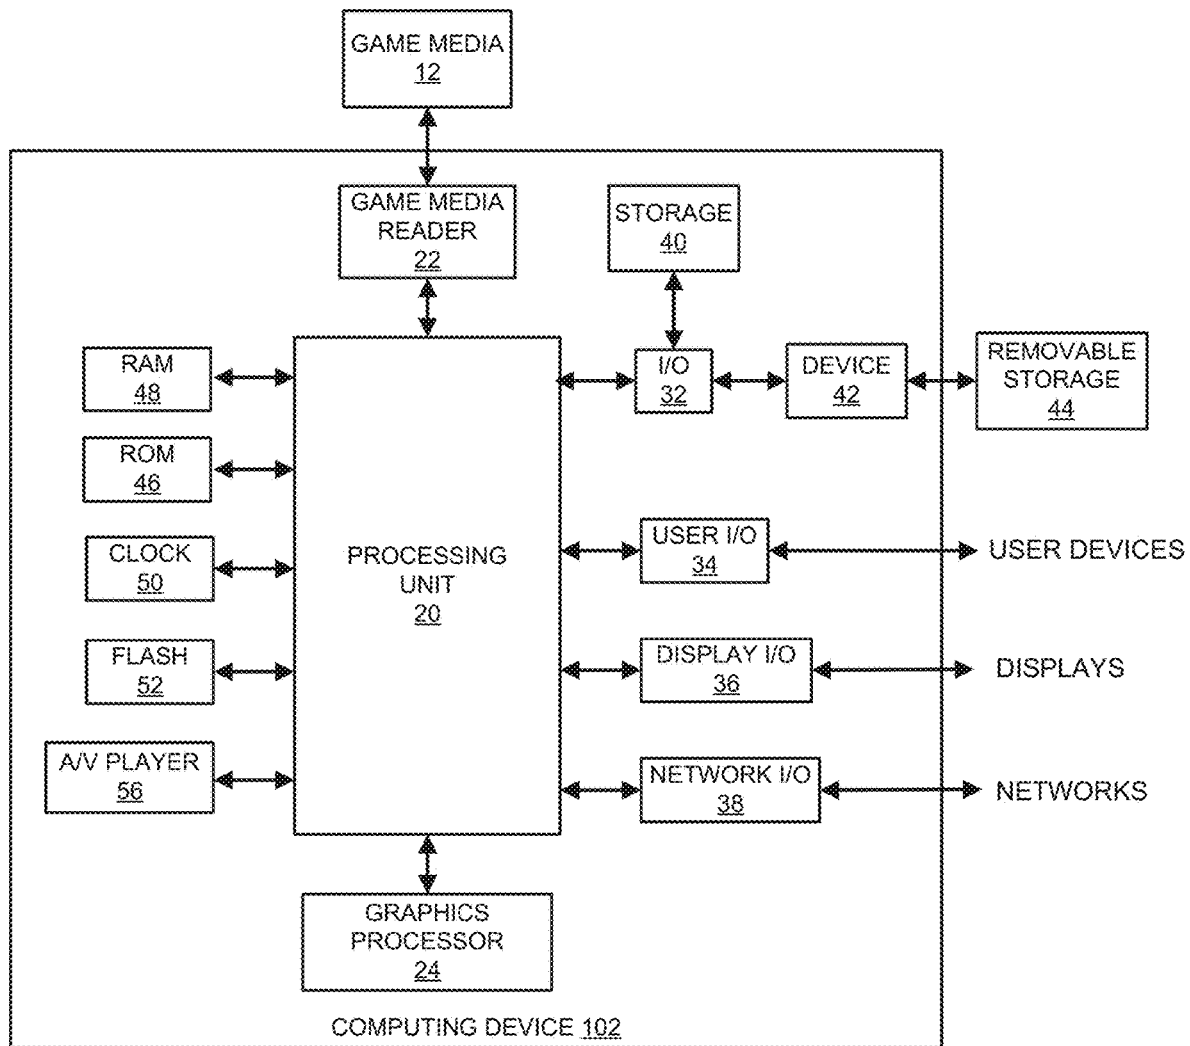 GAME MEDIA
12
GAME MEDIA
READER
22
STORAGE
40
RAM
48
I/O
32
DEVICE
42
REMOVABLE
STORAGE
44
ROM
46
CLOCK
50
PROCESSING
UNIT
20
USER I/O
34
USER DEVICES
FLASH
52
DISPLAY I/O
36
DISPLAYS
A/V PLAYER
56
NETWORK I/O
38
NETWORKS
GRAPHICS
PROCESSOR
24
COMPUTING DEVICE 102